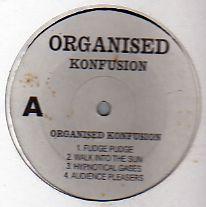 ORGANISED
KONFUSION
A
ORGANISED KONFUSION
1. FUDGE PUDGE
2. WALK INTO THE SUN
3. HYPNOTICAL GASES
4. AUDIENCE PLEASERS